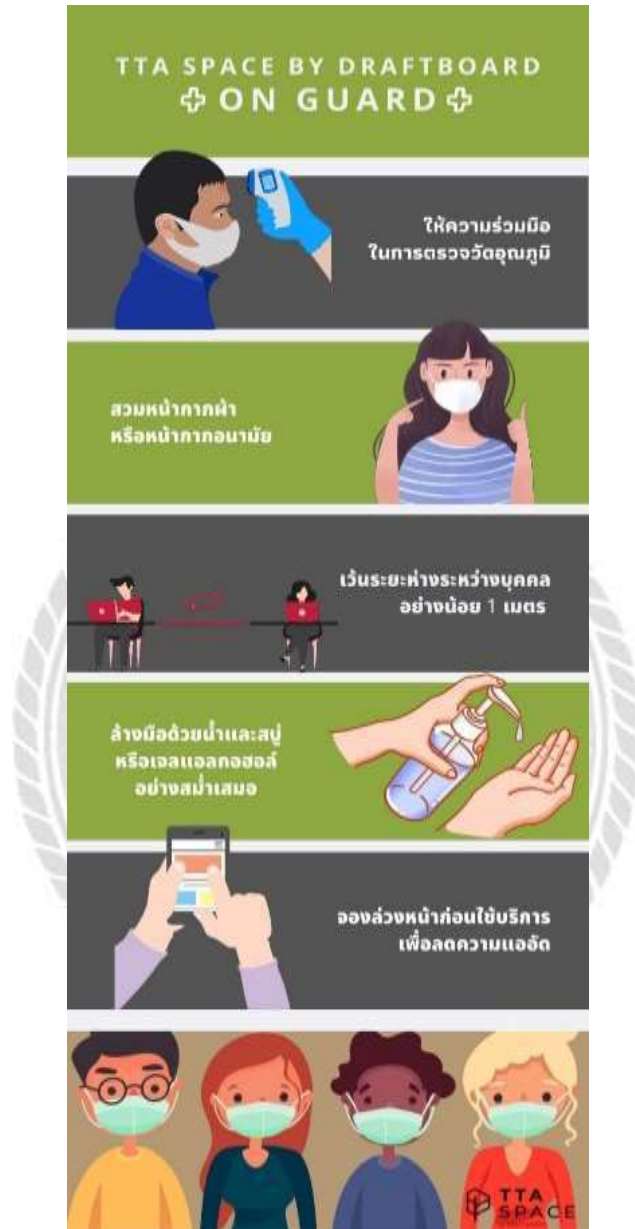 TTA SPACE BY DRAFTBOARD
ON GUARD
ให้ความร่วมมือ
ในการตรวจวัดอุณภูมิ
สวมหน้ากากผ้า
หรือหน้ากากอนามัย
เว้นระยะห่างระหว่างบุคคล
อย่างน้อย 1 เมตร
ล้างมือด้วยน้ำและสบู่
หรือเจลแอลกอฮอล์
อย่างสม่ำเสมอ
จองล่วงหน้าก่อนใช้บริการ
เพื่อลดความแออัด
TTA
SPACE